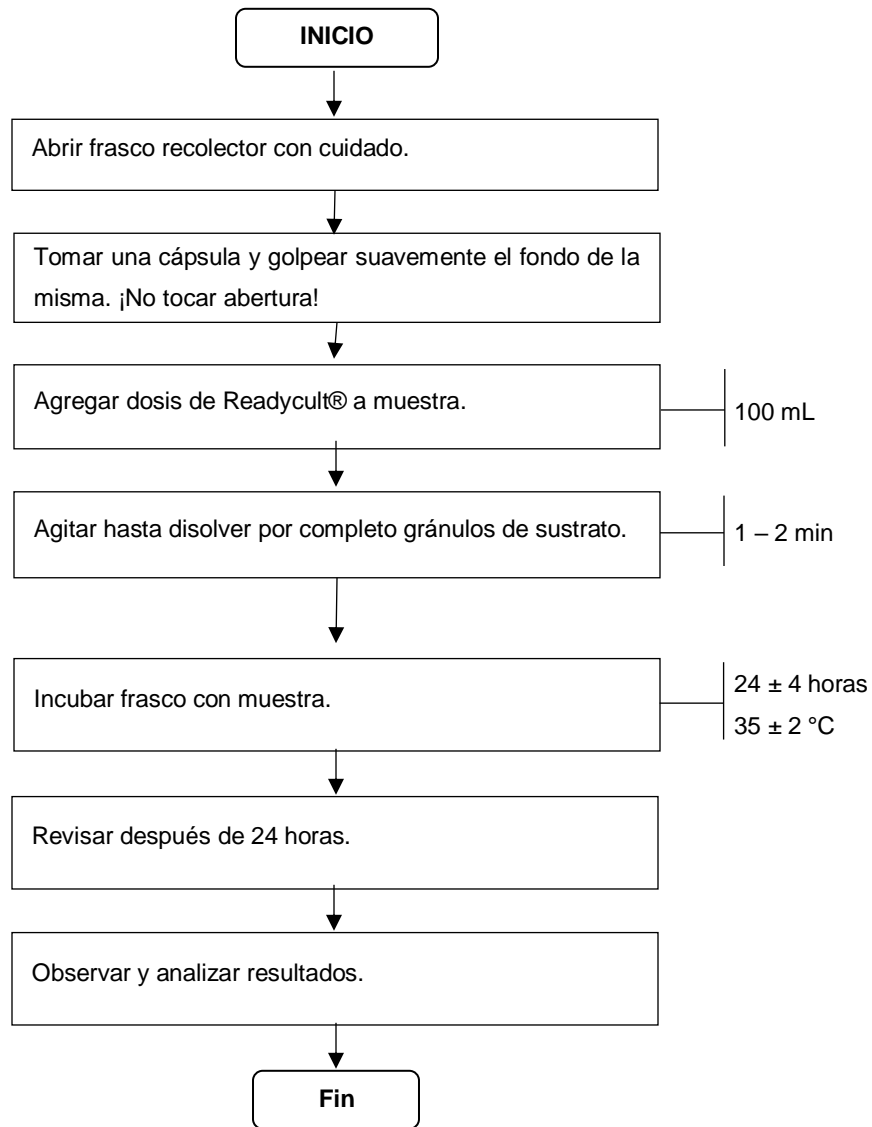 INICIO
Abrir frasco recolector con cuidado.
Tomar una cápsula y golpear suavemente el fondo de la
misma. ¡No tocar abertura!
Agregar dosis de Readycult® a muestra.
100 mL
Agitar hasta disolver por completo gránulos de sustrato.
1 – 2 min
Incubar frasco con muestra.
24 ± 4 horas
35 ± 2 °C
Revisar después de 24 horas.
Observar y analizar resultados.
Fin